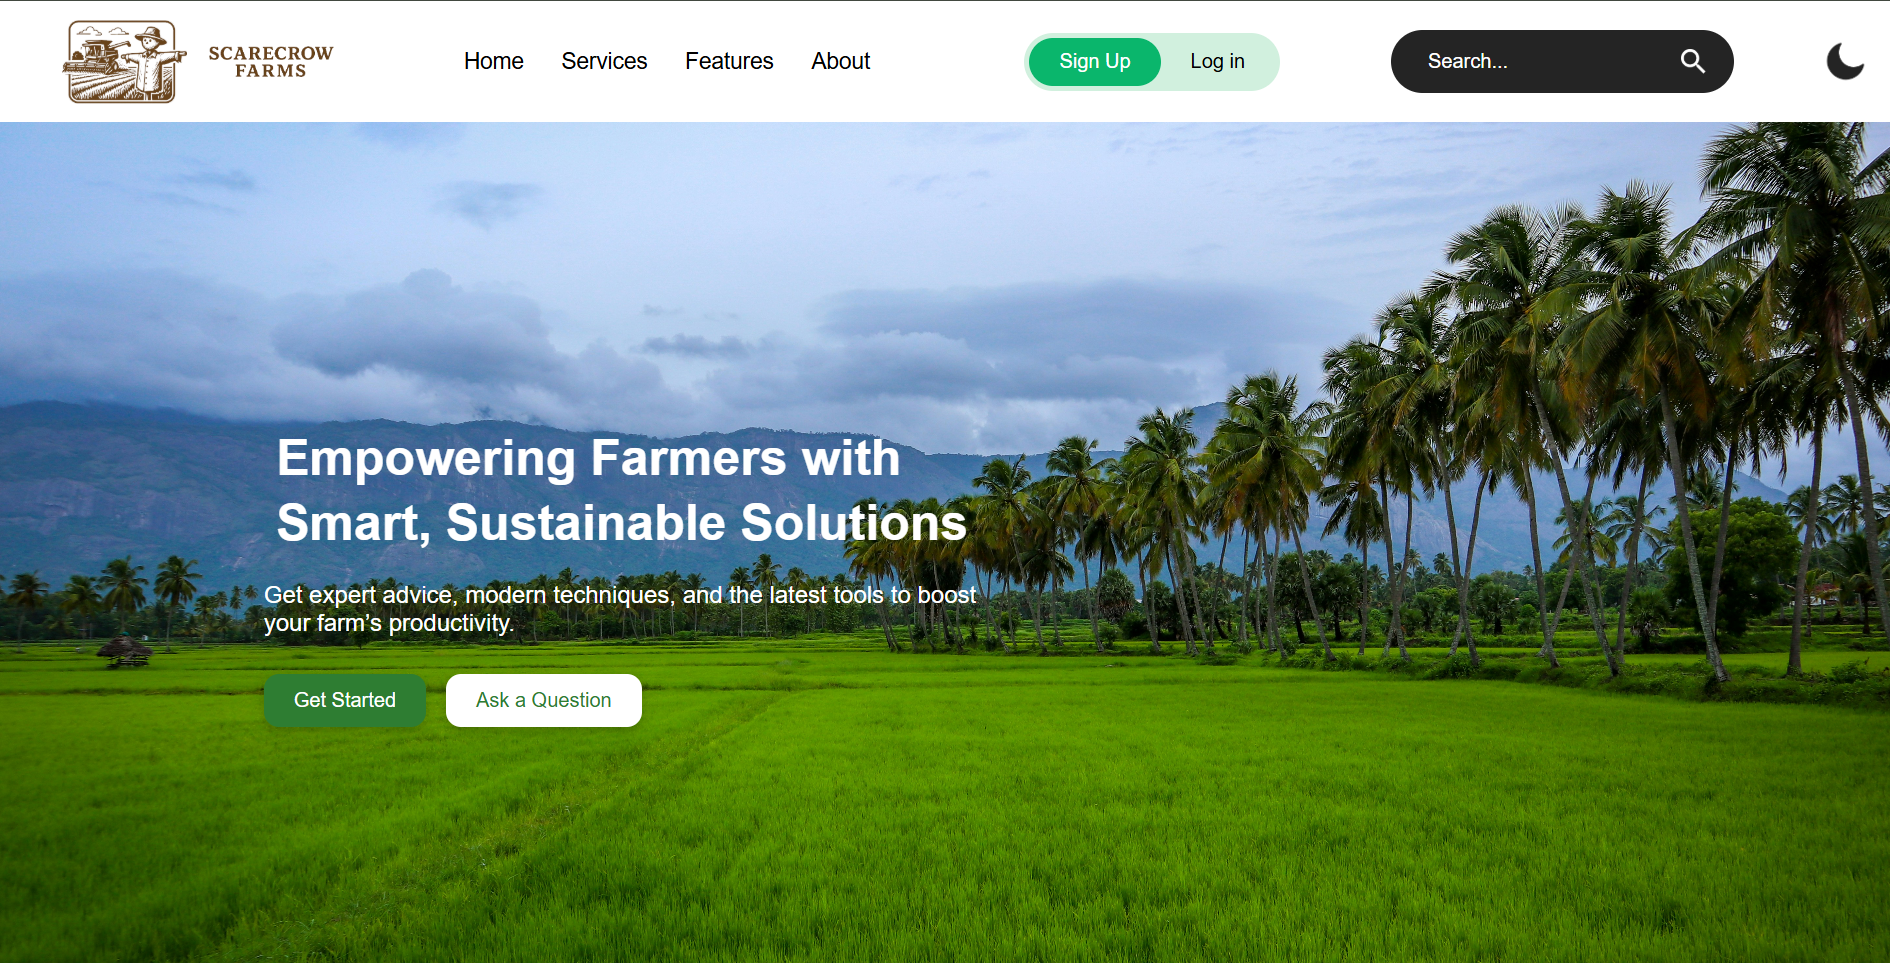 SCARECROW
FARMS
Home Services Features About
Sign Up Log in
Search...
Empowering Farmers with
Smart, Sustainable Solutions
Get expert advice, modern techniques, and the latest tools to boost
your farm’s productivity.
Get Started Ask a Question